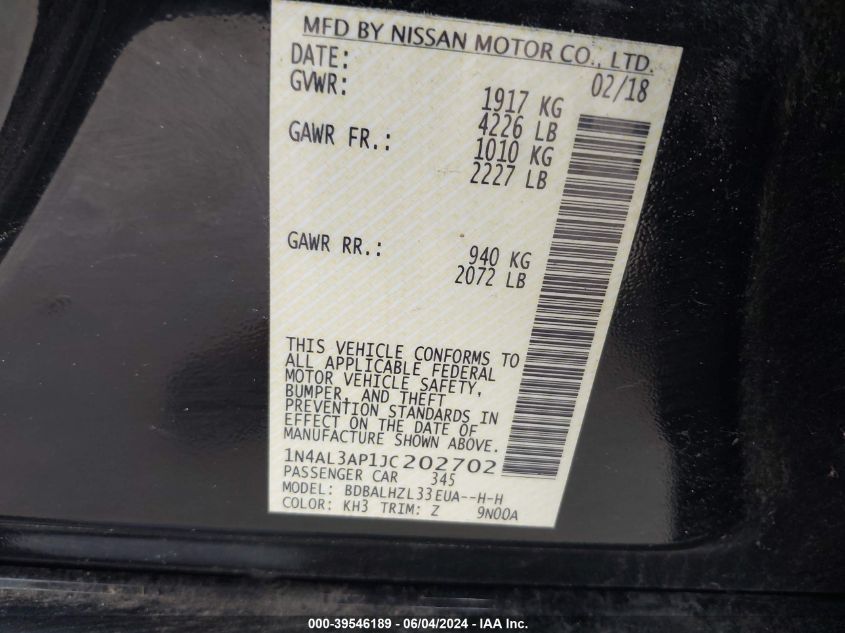 MFD BY NISSAN MOTOR CO., LTD.
DATE: 02/18
GVWR: 1917 KG
4226 LB
GAWR FR.: 1010 KG
2227 LB
GAWR RR.: 940 KG
2072 LB
THIS VEHICLE CONFORMS TO
ALL APPLICABLE FEDERAL
MOTOR VEHICLE SAFETY,
BUMPER, AND THEFT
PREVENTION STANDARDS IN
EFFECT ON THE DATE OF
MANUFACTURE SHOWN ABOVE.
1N4AL3AP1JC202702
PASSENGER CAR 345
MODEL: BDBALHZL33EUA--H-H
COLOR: KH3 TRIM: Z 9N00A
000-39546189 - 06/04/2024 - IAA Inc.